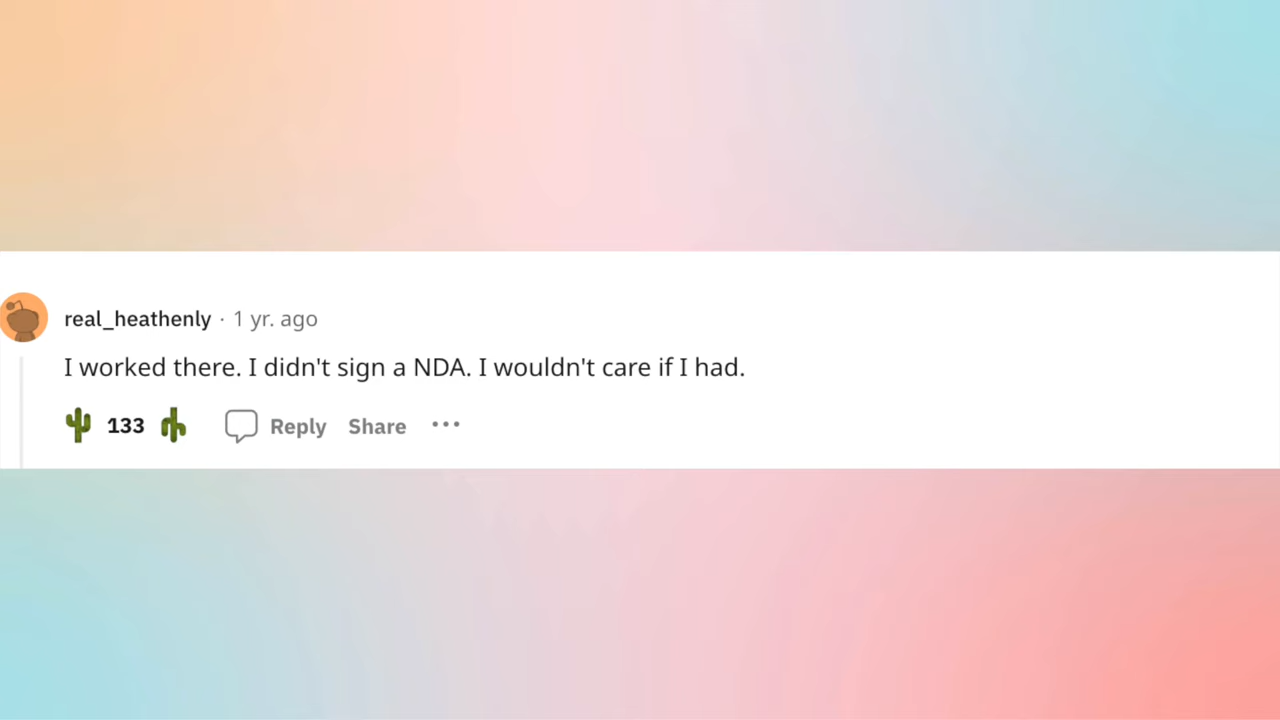 real_heathenly · 1 yr. ago
I worked there. I didn't sign a NDA. I wouldn't care if I had.
133 Reply Share ···